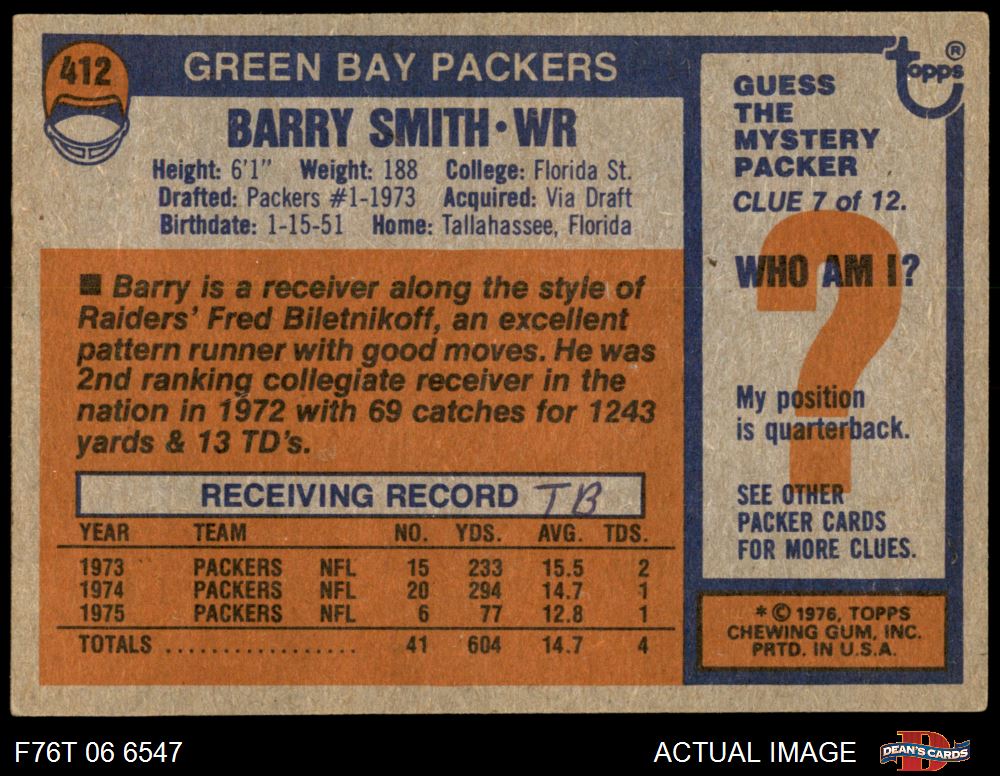 412
GREEN BAY PACKERS
BARRY SMITH•WR
Height: 6'1" Weight: 188 College: Florida St.
Drafted: Packers #1-1973 Acquired: Via Draft
Birthdate: 1-15-51 Home: Tallahassee, Florida
■ Barry is a receiver along the style of
Raiders' Fred Biletnikoff, an excellent
pattern runner with good moves. He was
2nd ranking collegiate receiver in the
nation in 1972 with 69 catches for 1243
yards & 13 TD's.
RECEIVING RECORD TB
YEAR TEAM NO. YDS. AVG. TDS.
1973 PACKERS NFL 15 233 15.5 2
1974 PACKERS NFL 20 294 14.7 1
1975 PACKERS NFL 6 77 12.8 1
TOTALS ................. 41 604 14.7 4
topps ®
GUESS
THE
MYSTERY
PACKER
CLUE 7 of 12.
WHO AM I?
?
My position
is quarterback.
SEE OTHER
PACKER CARDS
FOR MORE CLUES.
* © 1976, TOPPS
CHEWING GUM, INC.
PRTD. IN U.S.A.
F76T 06 6547
ACTUAL IMAGE
D
DEAN'S CARDS